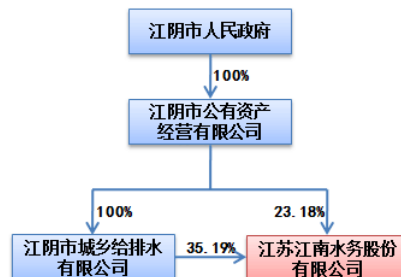 江阴市人民政府
100%
江阴市公有资产
经营有限公司
100%
23.18%
江阴市城乡给排水
有限公司
35.19%
江苏江南水务股份
有限公司